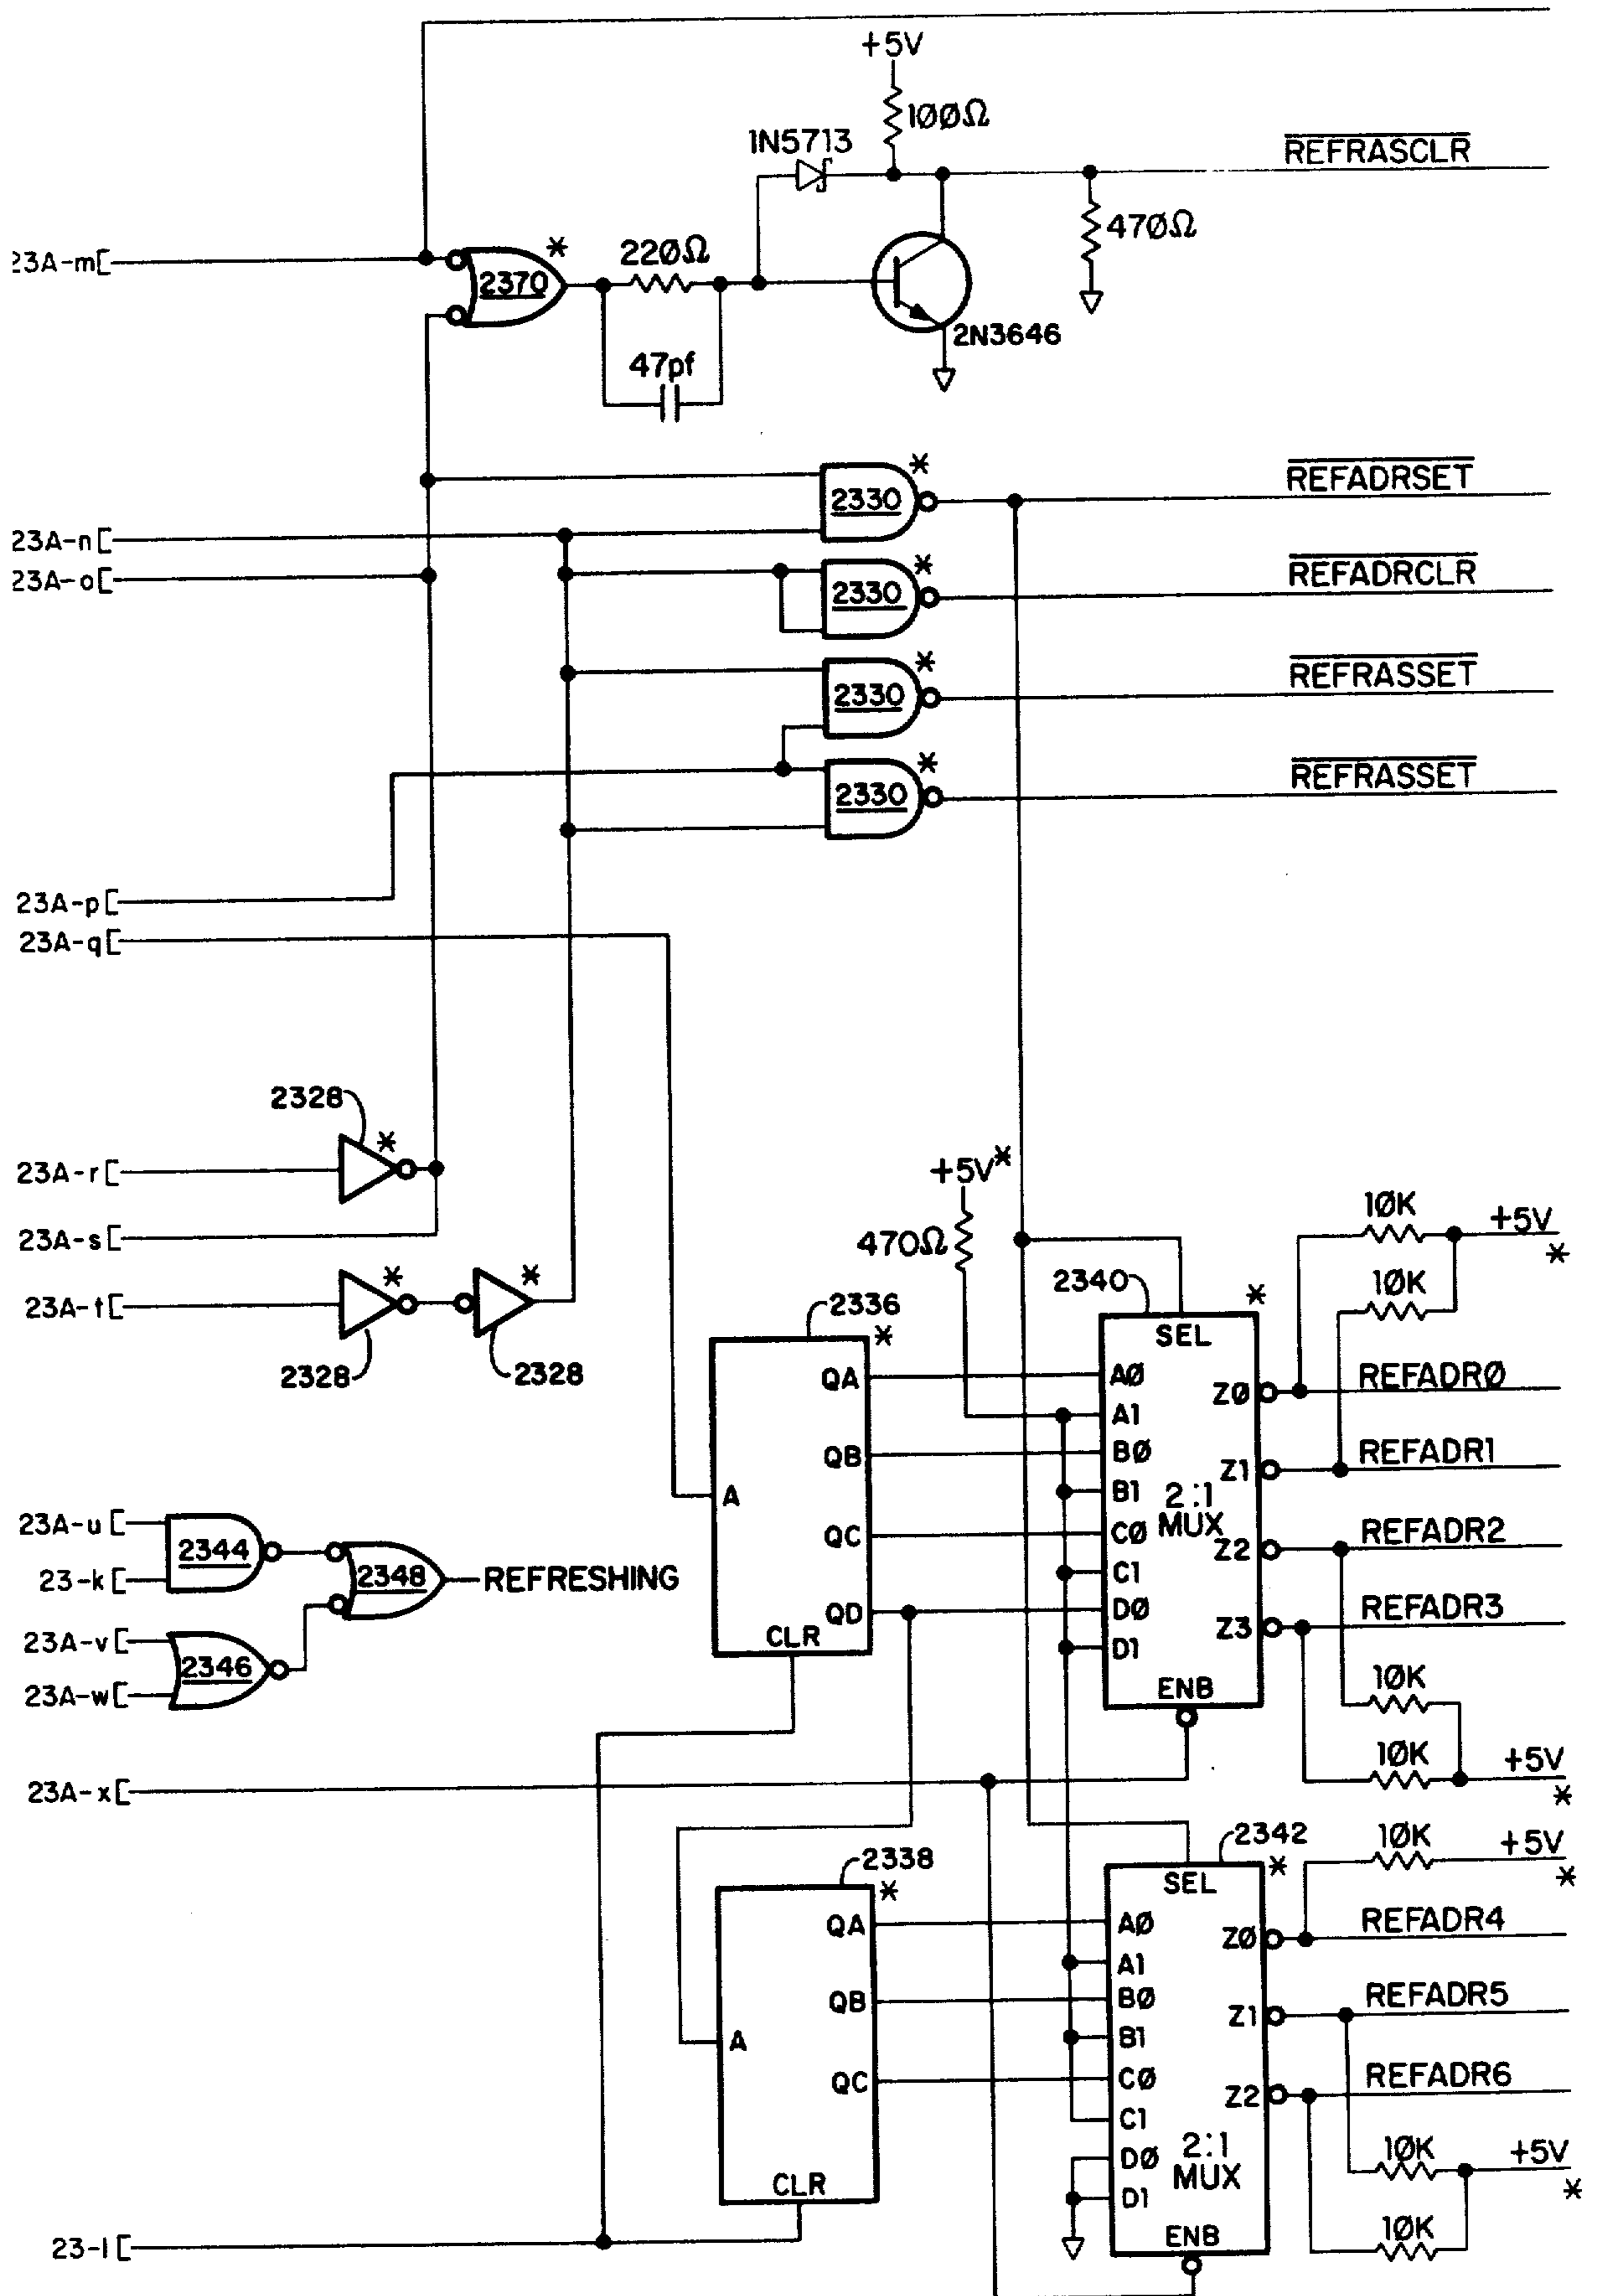 +5V
100Ω
1N5713
REFRASCLR
23A-m[
2370
*
220Ω
470Ω
2N3646
47pf
2330
*
REFADRSET
23A-n[
23A-o[
2330
*
REFADRCLR
2330
*
REFRASSET
2330
*
REFRASSET
23A-p[
23A-q[
2328
*
23A-r[
+5V*
10K
+5V
*
23A-s[
470Ω
10K
2340
*
23A-t[
*
*
2328
2328
2336
*
SEL
QA
A0
Z0
REFADR0
A1
QB
B0
Z1
REFADR1
A
B1
2:1
MUX
23A-u[
2344
QC
C0
Z2
REFADR2
23-k[
2348
REFRESHING
C1
QD
D0
Z3
REFADR3
23A-v[
2346
CLR
D1
23A-w[
ENB
10K
10K
+5V
*
23A-x[
2342
*
10K
+5V
*
2338
*
SEL
QA
A0
Z0
REFADR4
A1
QB
B0
Z1
REFADR5
A
B1
QC
C0
Z2
REFADR6
C1
2:1
MUX
D0
10K
+5V
*
CLR
D1
23-l[
ENB
10K